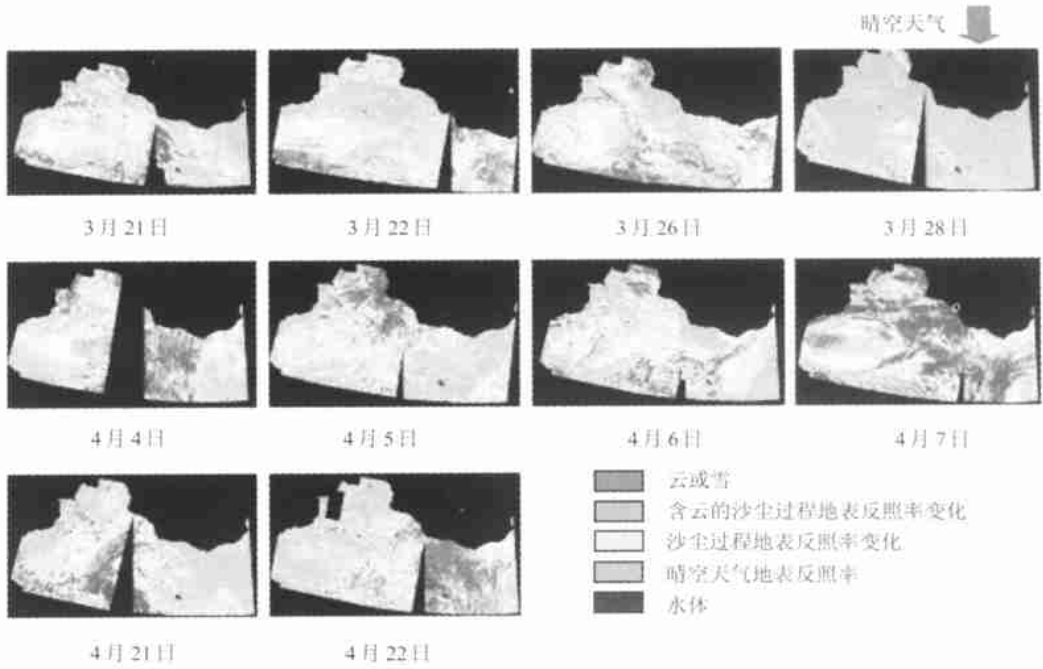 晴空天气
3月21日
3月22日
3月26日
3月28日
4月4日
4月5日
4月6日
4月7日
云或雪
含云的沙尘过程地表反照率变化
沙尘过程地表反照率变化
晴空天气地表反照率
水体
4月21日
4月22日